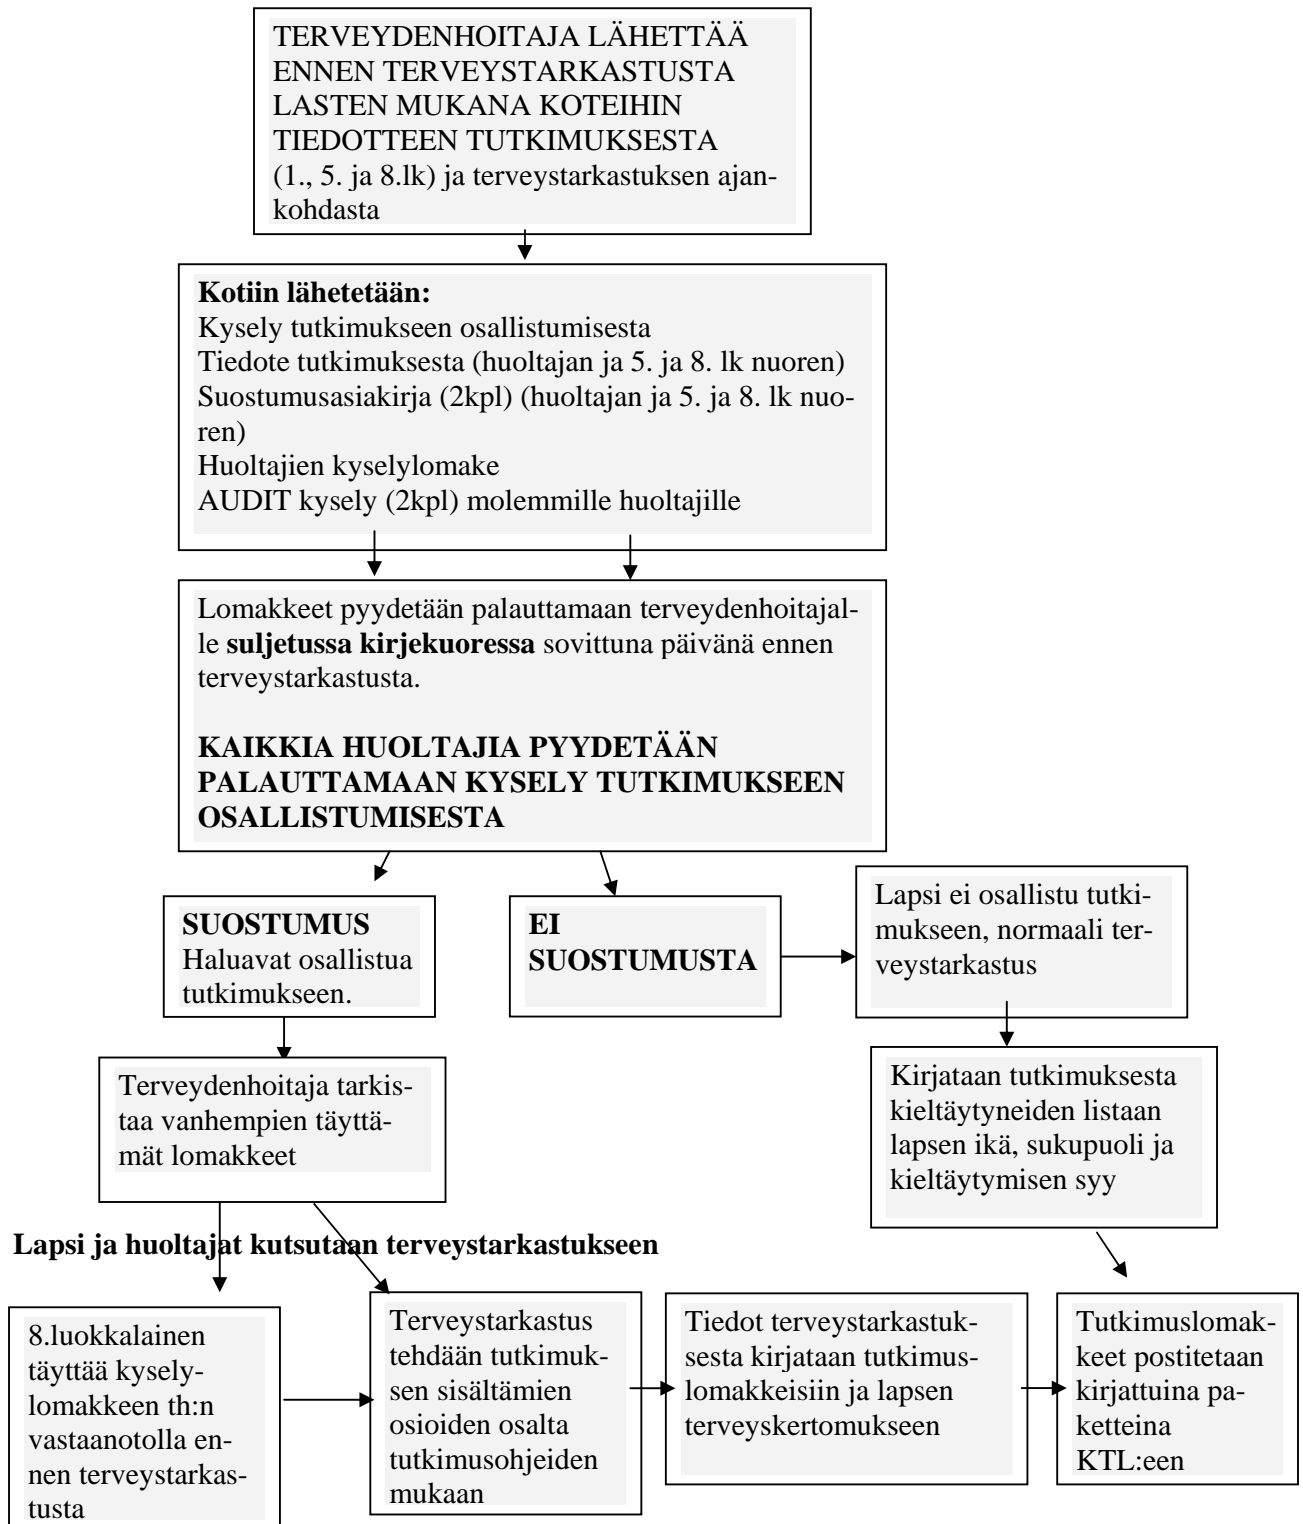 TERVEYDENHOITAJA LÄHETTÄÄ
ENNEN TERVEYSTARKASTUSTA
LASTEN MUKANA KOTEIHIN
TIEDOTTEEN TUTKIMUKSESTA
(1., 5. ja 8.lk) ja terveystarkastuksen ajan-
kohdasta
Kotiin lähetetään:
Kysely tutkimukseen osallistumisesta
Tiedote tutkimuksesta (huoltajan ja 5. ja 8. lk nuoren)
Suostumusasiakirja (2kpl) (huoltajan ja 5. ja 8. lk nuo-
ren)
Huoltajien kyselylomake
AUDIT kysely (2kpl) molemmille huoltajille
Lomakkeet pyydetään palauttamaan terveydenhoitajal-
le suljetussa kirjekuoressa sovittuna päivänä ennen
terveystarkastusta.
KAIKKIA HUOLTAJIA PYYDETÄÄN
PALAUTTAMAAN KYSELY TUTKIMUKSEEN
OSALLISTUMISESTA
SUOSTUMUS
Haluavat osallistua
tutkimukseen.
EI
SUOSTUMUSTA
Lapsi ei osallistu tutki-
mukseen, normaali ter-
veystarkastus
Terveydenhoitaja tarkis-
taa vanhempien täyttä-
mät lomakkeet
Kirjataan tutkimuksesta
kieltäytyneiden listaan
lapsen ikä, sukupuoli ja
kieltäytymisen syy
Lapsi ja huoltajat kutsutaan terveystarkastukseen
8.luokkalainen
täyttää kysely-
lomakkeen th:n
vastaanotolla en-
nen terveystarkas-
tusta
Terveystarkastus
tehdään tutkimuk-
sen sisältämien
osioiden osalta
tutkimusohjeiden
mukaan
Tiedot terveystarkastuk-
sesta kirjataan tutkimus-
lomakkeisiin ja lapsen
terveyskertomukseen
Tutkimuslomak-
keet postitetaan
kirjattuina pa-
ketteina
KTL:een